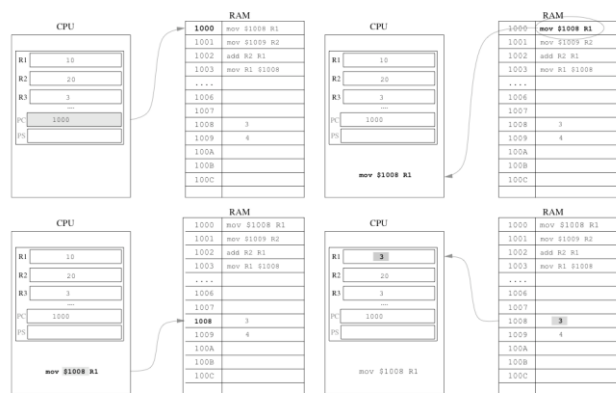 CPU
RAM
R1 10
R2 20
R3 3
....
PC 1000
PS
1000 mov $1008 R1
1001 mov $1009 R2
1002 add R2 R1
1003 mov R1 $1008
....
1006
1007
1008 3
1009 4
100A
100B
100C
CPU
RAM
R1 10
R2 20
R3 3
....
PC 1000
PS
mov $1008 R1
1000 mov $1008 R1
1001 mov $1009 R2
1002 add R2 R1
1003 mov R1 $1008
....
1006
1007
1008 3
1009 4
100A
100B
100C
CPU
RAM
R1 10
R2 20
R3 3
....
PC 1000
PS
mov $1008 R1
1000 mov $1008 R1
1001 mov $1009 R2
1002 add R2 R1
1003 mov R1 $1008
....
1006
1007
1008 3
1009 4
100A
100B
100C
CPU
RAM
R1 3
R2 20
R3 3
....
PC 1000
PS
mov $1008 R1
1000 mov $1008 R1
1001 mov $1009 R2
1002 add R2 R1
1003 mov R1 $1008
....
1006
1007
1008 3
1009 4
100A
100B
100C